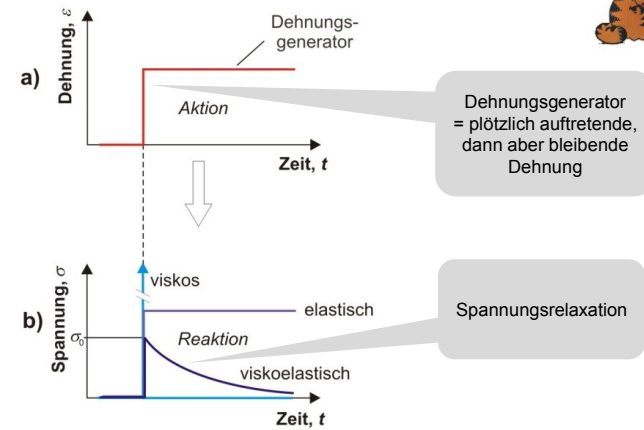 Dehnung, ε
Dehnungs-
generator
a)
Aktion
Zeit, t
Dehnungsgenerator
= plötzlich auftretende,
dann aber bleibende
Dehnung
Spannung, σ
viskos
b)
elastisch
σ₀
Reaktion
viskoelastisch
Zeit, t
Spannungsrelaxation